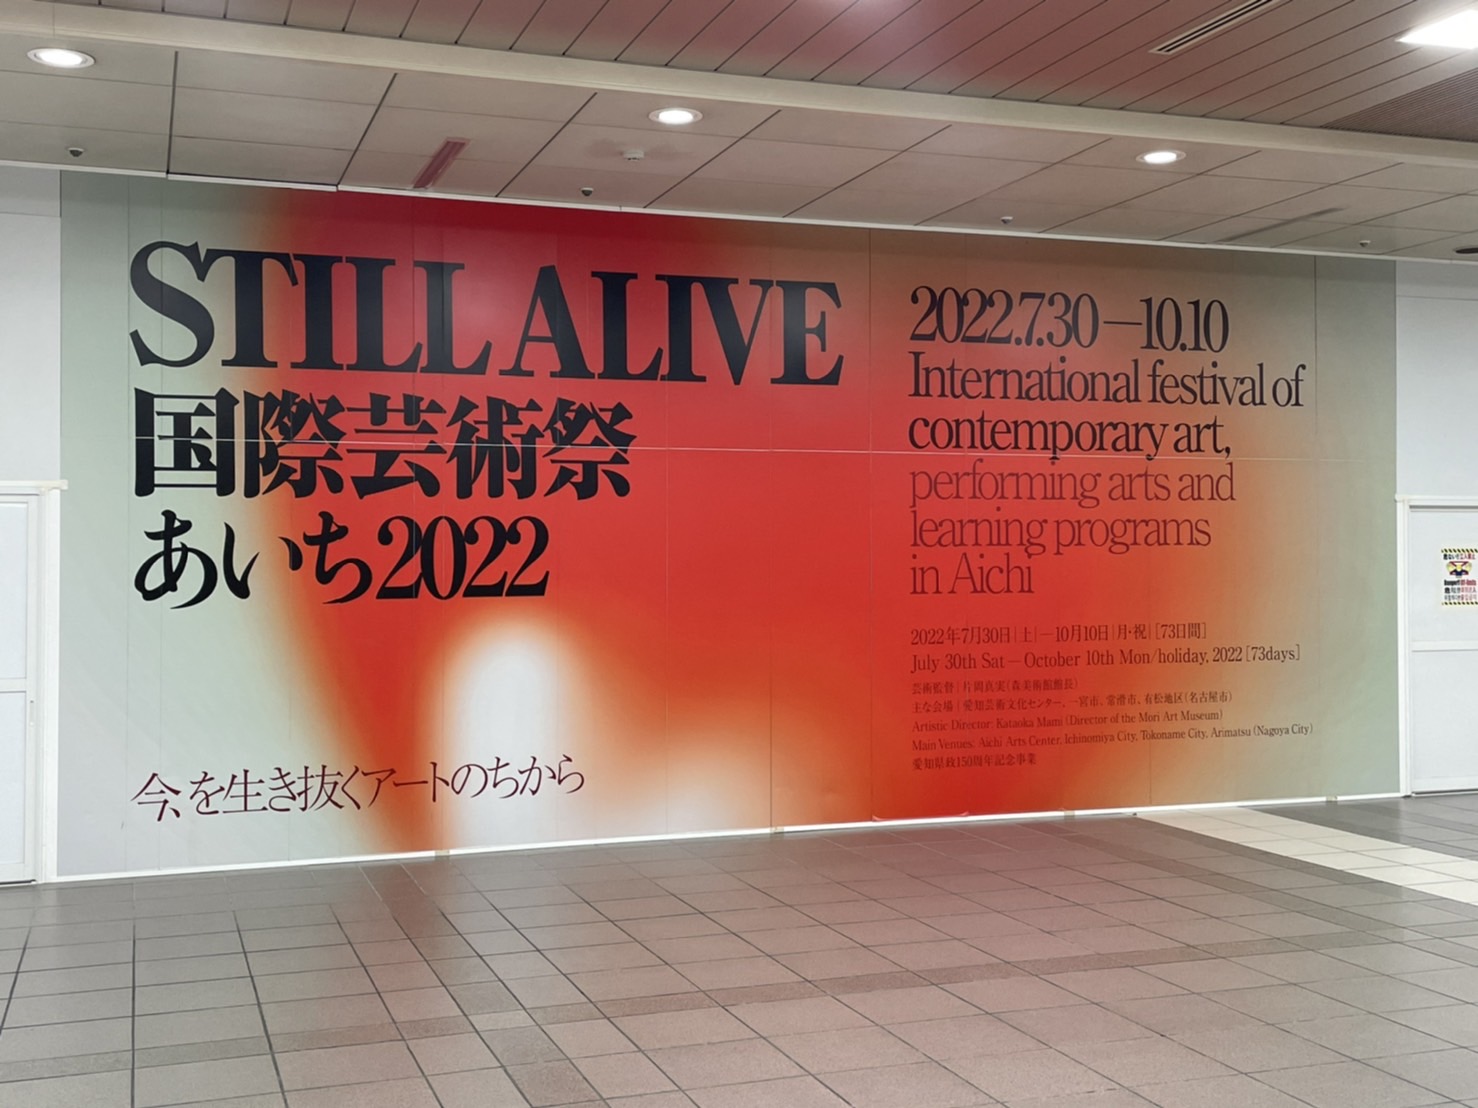 STILL ALIVE
国際芸術祭
あいち2022
今、を生き抜くアートのちから
2022.7.30—10.10
International festival of
contemporary art,
performing arts and
learning programs
in Aichi
2022年7月30日|土|—10月10日|月・祝|[73日間]
July 30th Sat — October 10th Mon/holiday, 2022 [73days]
芸術監督|片岡真実(森美術館館長)
主な会場|愛知芸術文化センター、一宮市、常滑市、有松地区(名古屋市)
Artistic Director: Kataoka Mami (Director of the Mori Art Museum)
Main Venues: Aichi Arts Center, Ichinomiya City, Tokoname City, Arimatsu (Nagoya City)
愛知県政150周年記念事業